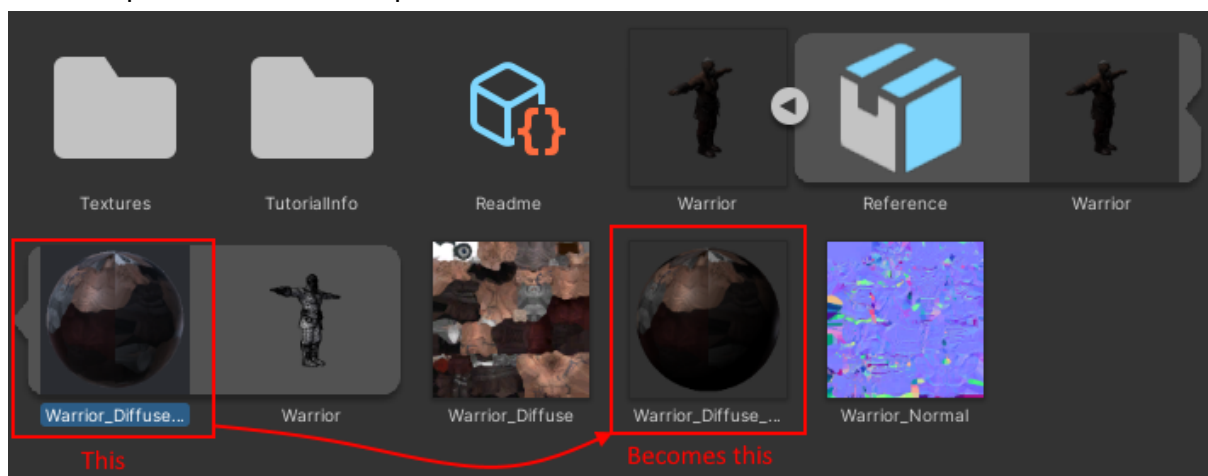 Textures
TutorialInfo
Readme
Warrior
Reference
Warrior
Warrior_Diffuse...
Warrior
Warrior_Diffuse
Warrior_Diffuse_...
Warrior_Normal
This
Becomes this